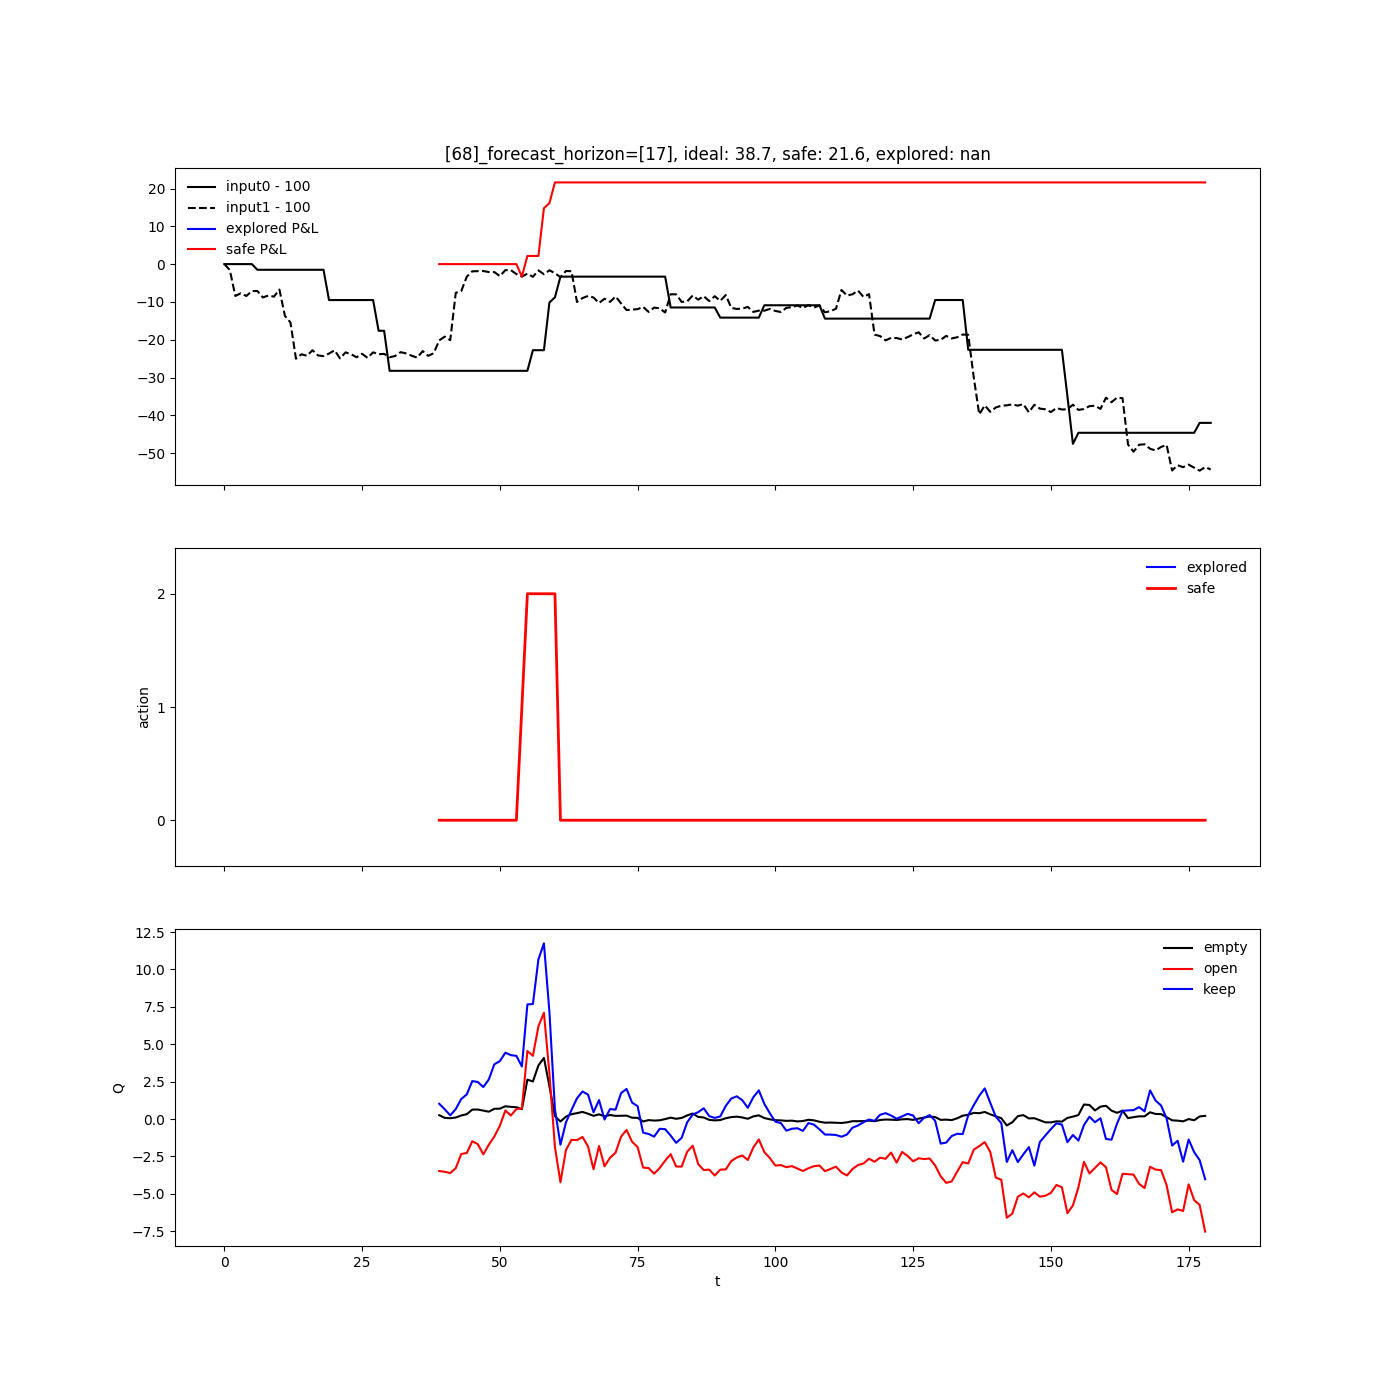 [68]_forecast_horizon=[17], ideal: 38.7, safe: 21.6, explored: nan
input0 - 100
input1 - 100
explored P&L
safe P&L
20
10
0
−10
−20
−30
−40
−50
explored
safe
action
2
1
0
empty
open
keep
Q
12.5
10.0
7.5
5.0
2.5
0.0
−2.5
−5.0
−7.5
0 25 50 75 100 125 150 175
t